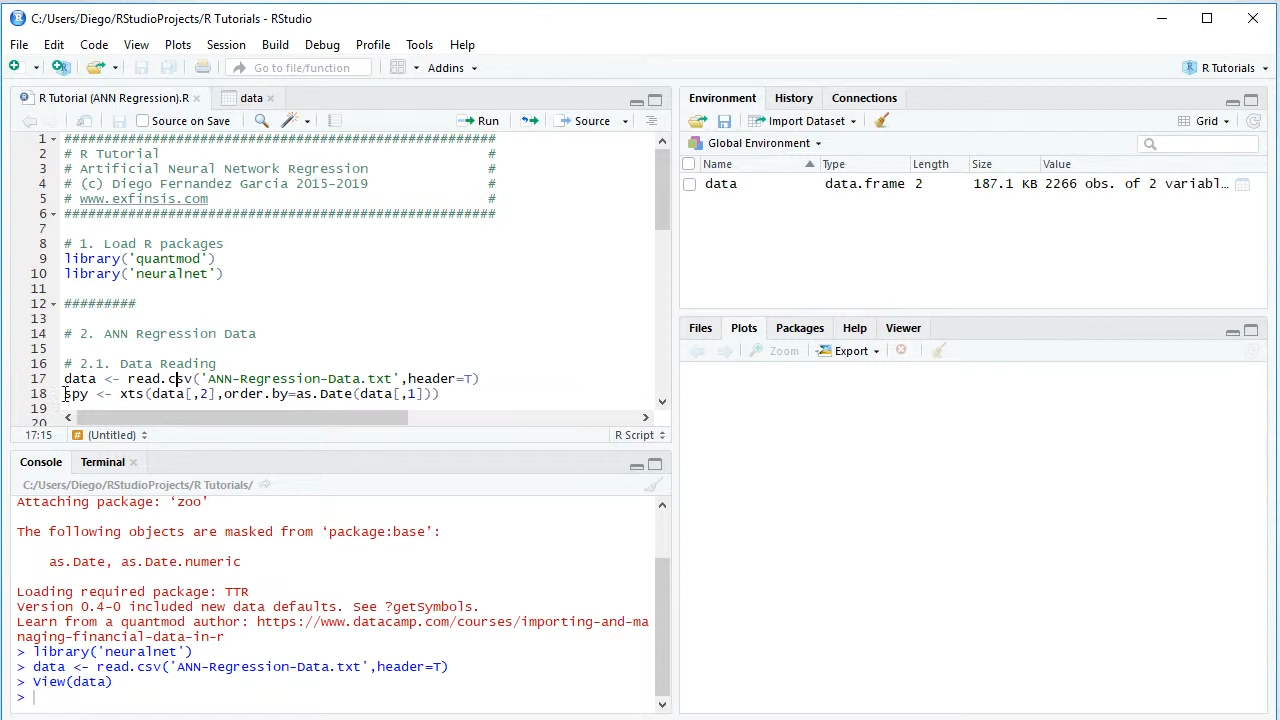 C:/Users/Diego/RStudioProjects/R Tutorials - RStudio
File Edit Code View Plots Session Build Debug Profile Tools Help
Go to file/function Addins R Tutorials
R Tutorial (ANN Regression).R data
Source on Save Run Source
1 #######################################################
2 # R Tutorial #
3 # Artificial Neural Network Regression #
4 # (c) Diego Fernandez Garcia 2015-2019 #
5 # www.exfinsis.com #
6 #######################################################
7
8 # 1. Load R packages
9 library('quantmod')
10 library('neuralnet')
11
12 #########
13
14 # 2. ANN Regression Data
15
16 # 2.1. Data Reading
17 data <- read.csv('ANN-Regression-Data.txt',header=T)
18 spy <- xts(data[,2],order.by=as.Date(data[,1]))
19
20
17:15 (Untitled) R Script
Console Terminal
C:/Users/Diego/RStudioProjects/R Tutorials/
Attaching package: ‘zoo’
The following objects are masked from ‘package:base’:
as.Date, as.Date.numeric
Loading required package: TTR
Version 0.4-0 included new data defaults. See ?getSymbols.
Learn from a quantmod author: https://www.datacamp.com/courses/importing-and-ma
naging-financial-data-in-r
> library('neuralnet')
> data <- read.csv('ANN-Regression-Data.txt',header=T)
> View(data)
>
Environment History Connections
Import Dataset Grid
Global Environment
Name Type Length Size Value
data data.frame 2 187.1 KB 2266 obs. of 2 variabl…
Files Plots Packages Help Viewer
Zoom Export